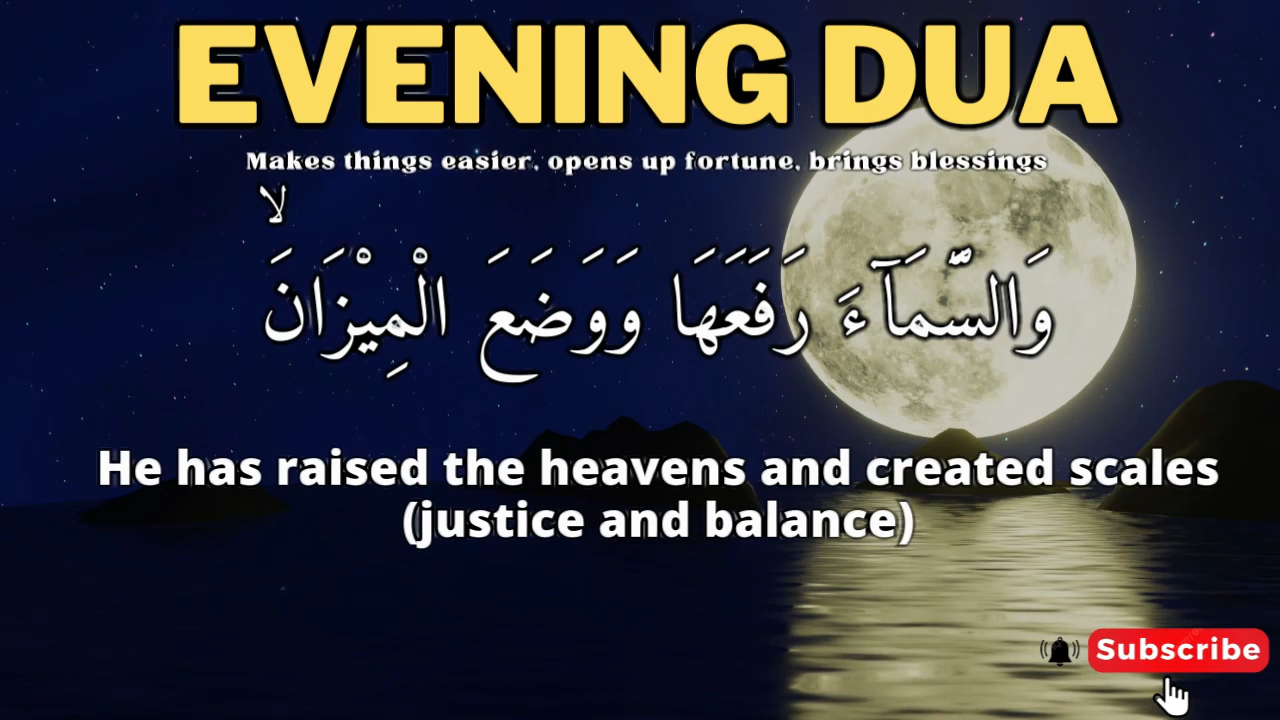 EVENING DUA
Makes things easier, opens up fortune, brings blessings
وَالسَّمَآءَ رَفَعَهَا وَوَضَعَ الْمِيْزَانَۙ
He has raised the heavens and created scales
(justice and balance)
Subscribe